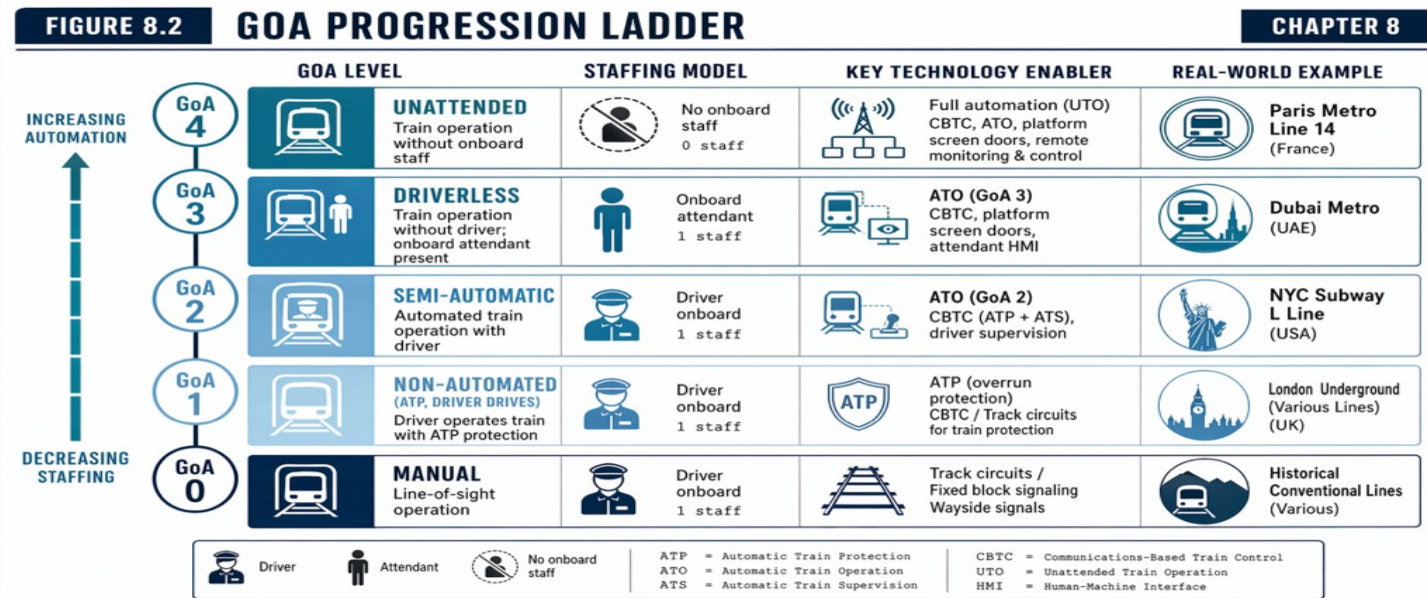 FIGURE 8.2
GOA PROGRESSION LADDER
CHAPTER 8
GOA LEVEL
STAFFING MODEL
KEY TECHNOLOGY ENABLER
REAL-WORLD EXAMPLE
INCREASING
AUTOMATION
DECREASING
STAFFING
GoA
4
UNATTENDED
Train operation
without onboard
staff
No onboard
staff
0 staff
Full automation (UTO)
CBTC, ATO, platform
screen doors, remote
monitoring & control
Paris Metro
Line 14
(France)
GoA
3
DRIVERLESS
Train operation
without driver;
onboard attendant
present
Onboard
attendant
1 staff
ATO (GoA 3)
CBTC, platform
screen doors,
attendant HMI
Dubai Metro
(UAE)
GoA
2
SEMI-AUTOMATIC
Automated train
operation with
driver
Driver
onboard
1 staff
ATO (GoA 2)
CBTC (ATP + ATS),
driver supervision
NYC Subway
L Line
(USA)
GoA
1
NON-AUTOMATED
(ATP, DRIVER DRIVES)
Driver operates train
with ATP protection
Driver
onboard
1 staff
ATP
ATP (overrun
protection)
CBTC / Track circuits
for train protection
London Underground
(Various Lines)
(UK)
GoA
0
MANUAL
Line-of-sight
operation
Driver
onboard
1 staff
Track circuits /
Fixed block signaling
Wayside signals
Historical
Conventional Lines
(Various)
Driver
Attendant
No onboard
staff
ATP = Automatic Train Protection
ATO = Automatic Train Operation
ATS = Automatic Train Supervision
CBTC = Communications-Based Train Control
UTO = Unattended Train Operation
HMI = Human-Machine Interface